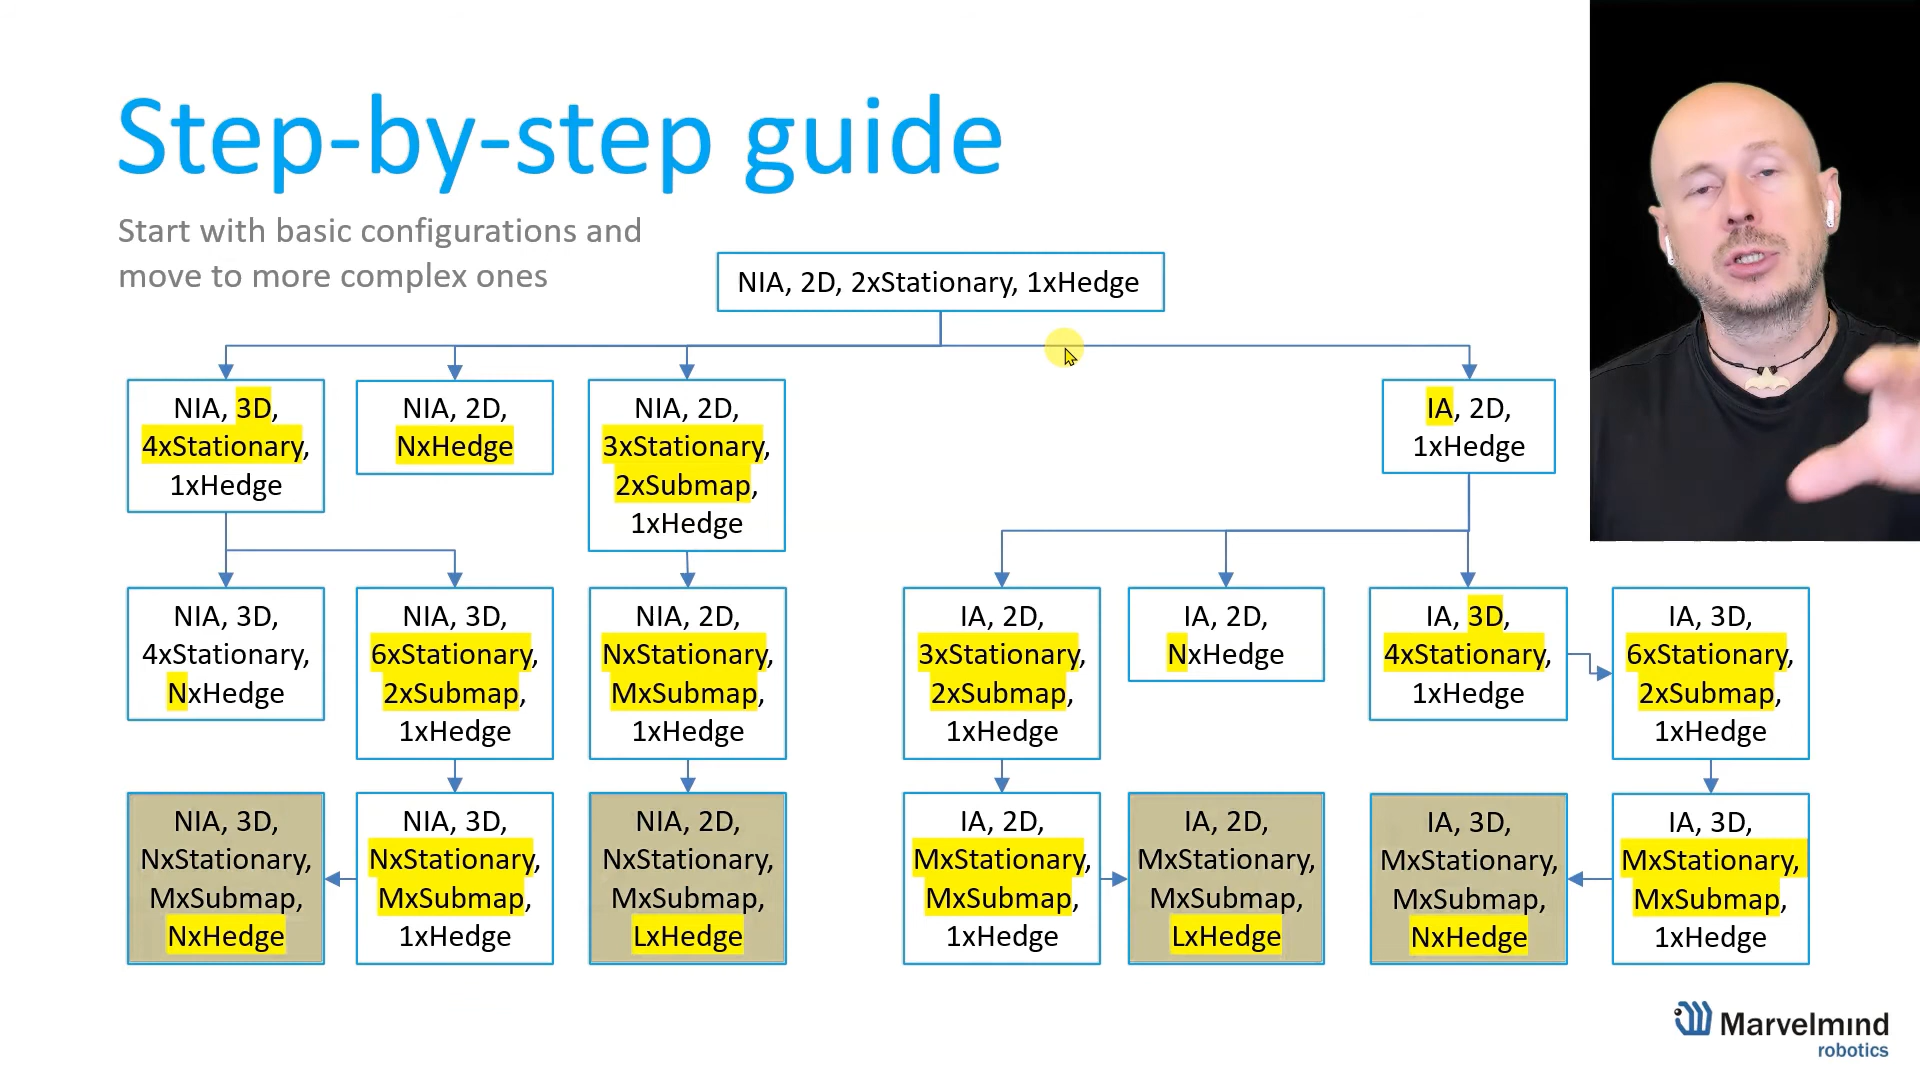 Step-by-step guide
Start with basic configurations and
move to more complex ones
NIA, 2D, 2xStationary, 1xHedge
NIA, 3D,
4xStationary,
1xHedge
NIA, 2D,
NxHedge
NIA, 2D,
3xStationary,
2xSubmap,
1xHedge
IA, 2D,
1xHedge
NIA, 3D,
4xStationary,
NxHedge
NIA, 3D,
6xStationary,
2xSubmap,
1xHedge
NIA, 2D,
NxStationary,
MxSubmap,
1xHedge
IA, 2D,
3xStationary,
2xSubmap,
1xHedge
IA, 2D,
NxHedge
IA, 3D,
4xStationary,
1xHedge
IA, 3D,
6xStationary,
2xSubmap,
1xHedge
NIA, 3D,
NxStationary,
MxSubmap,
NxHedge
NIA, 3D,
NxStationary,
MxSubmap,
1xHedge
NIA, 2D,
NxStationary,
MxSubmap,
LxHedge
IA, 2D,
MxStationary,
MxSubmap,
1xHedge
IA, 2D,
MxStationary,
MxSubmap,
LxHedge
IA, 3D,
MxStationary,
MxSubmap,
NxHedge
IA, 3D,
MxStationary,
MxSubmap,
1xHedge
Marvelmind
robotics